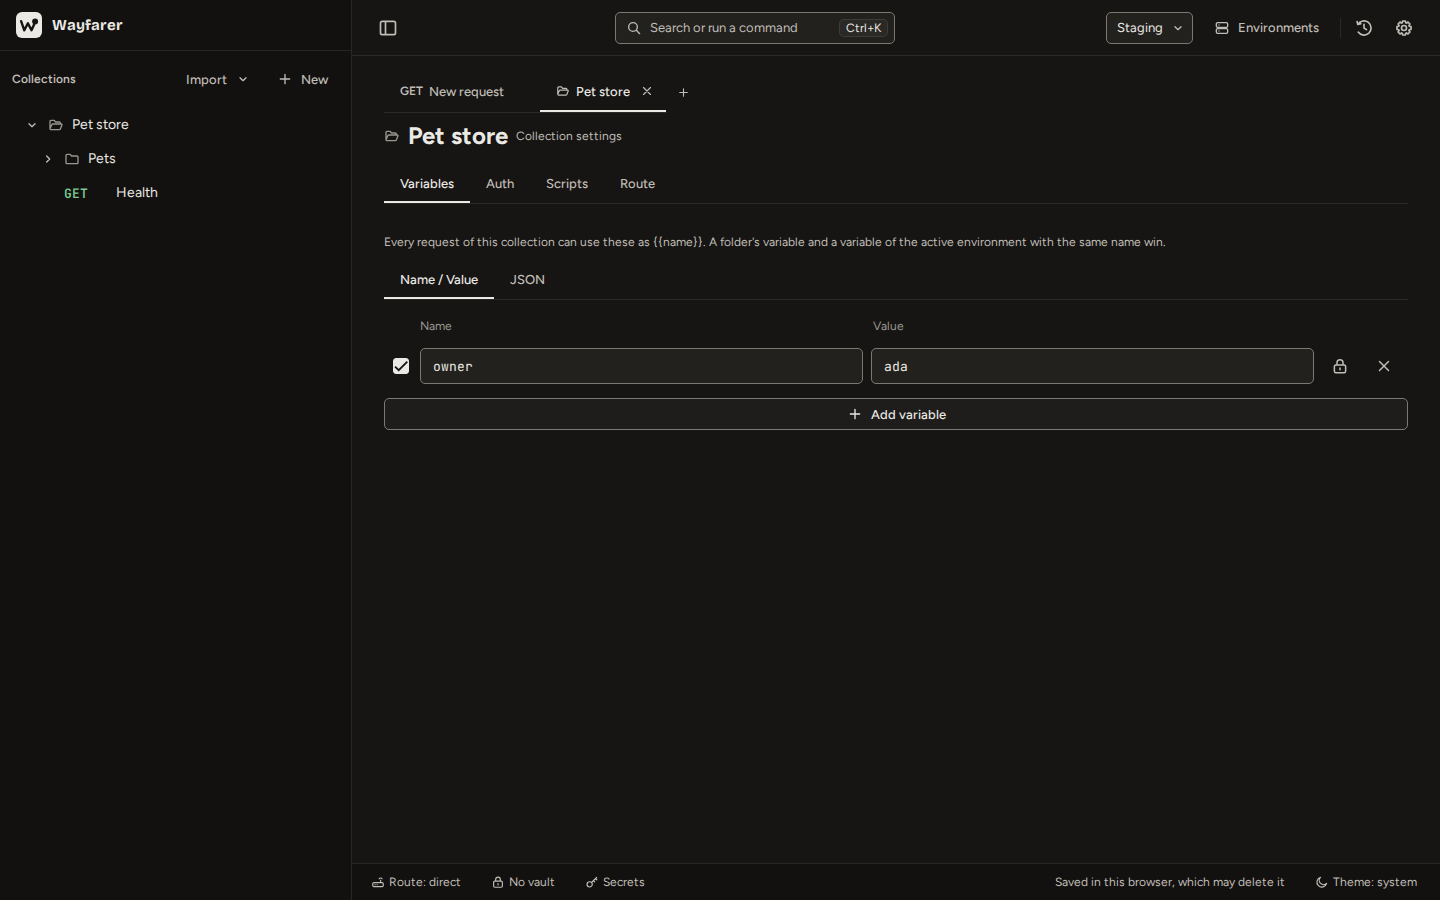 Wayfarer
Search or run a command
Ctrl+K
Staging
Environments
Collections
Import
New
GET New request
Pet store
Pet store
Pets
GET Health
Pet store Collection settings
Variables
Auth
Scripts
Route
Every request of this collection can use these as {{name}}. A folder's variable and a variable of the active environment with the same name win.
Name / Value
JSON
Name
Value
owner
ada
Add variable
Route: direct
No vault
Secrets
Saved in this browser, which may delete it
Theme: system